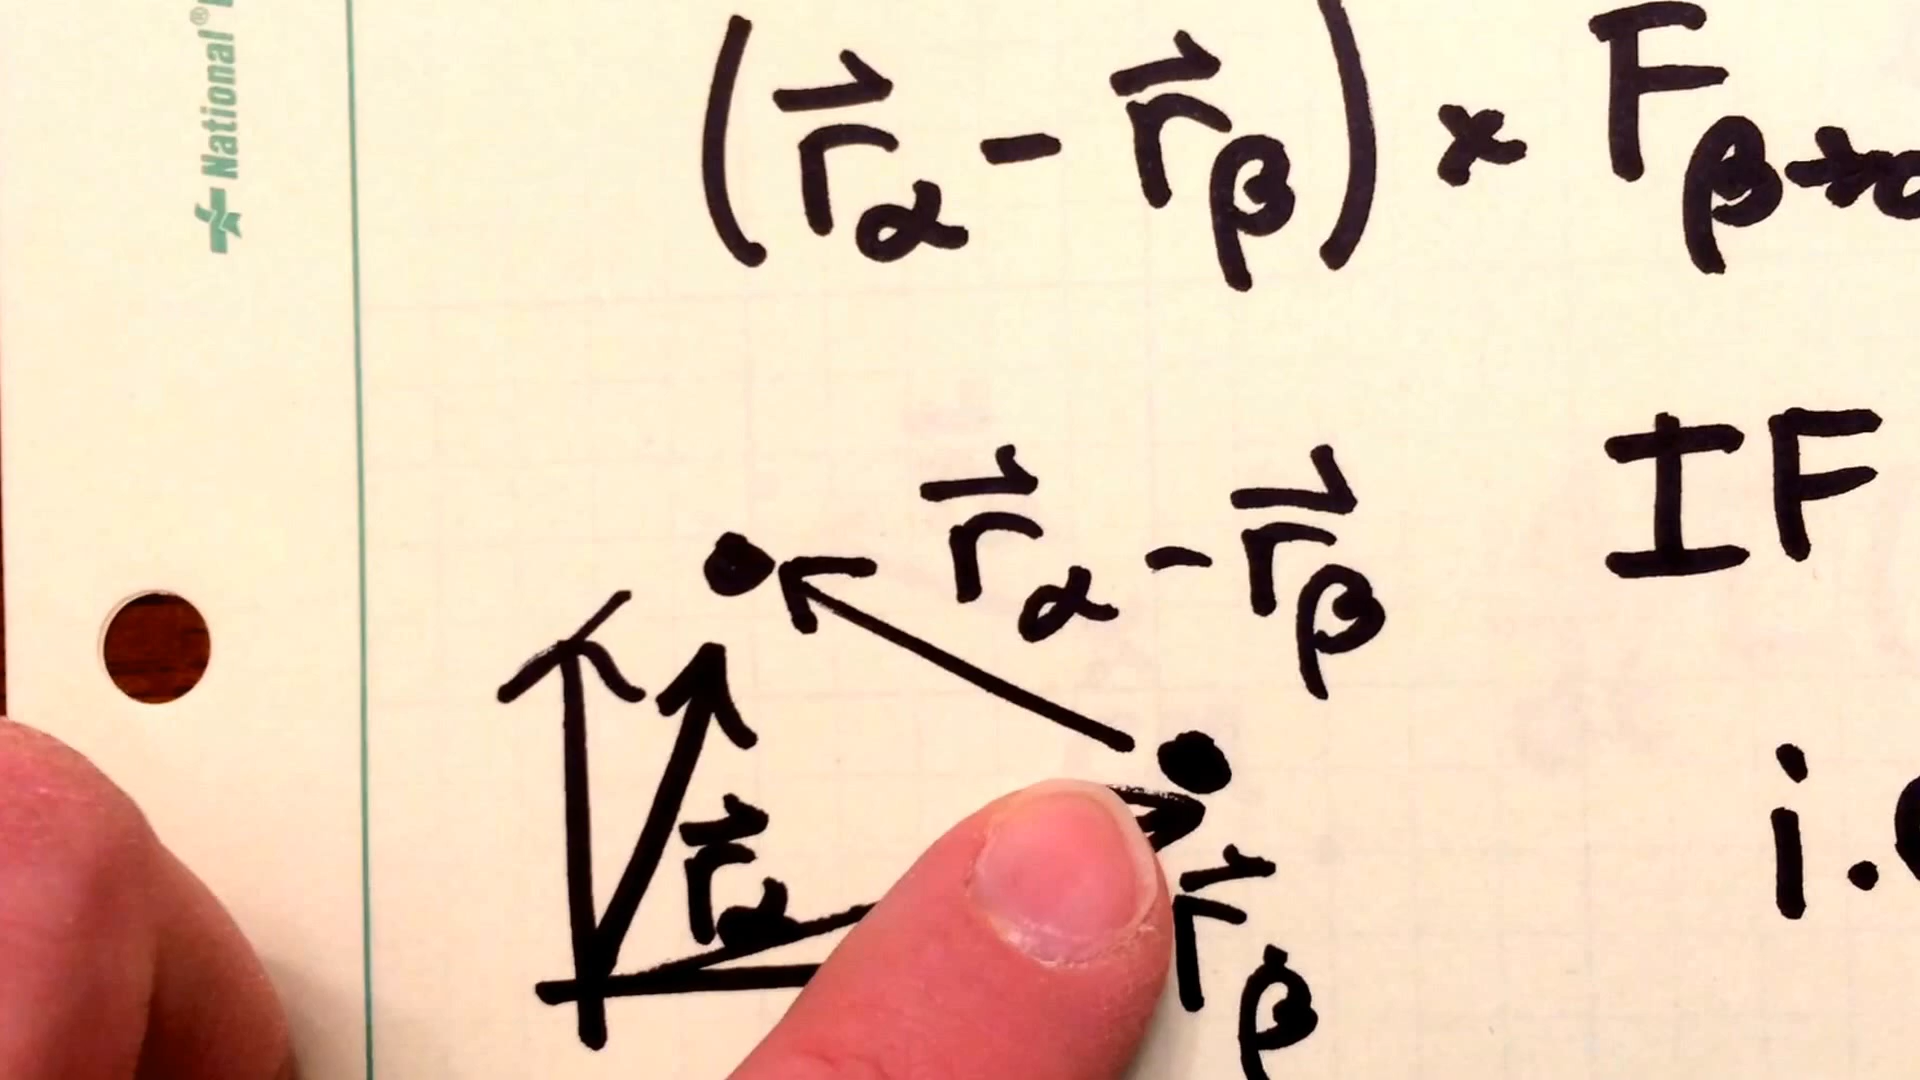 National®
(r⃗α - r⃗β) × Fβ→α
r⃗α - r⃗β
IF
r⃗α
i.e
r⃗β